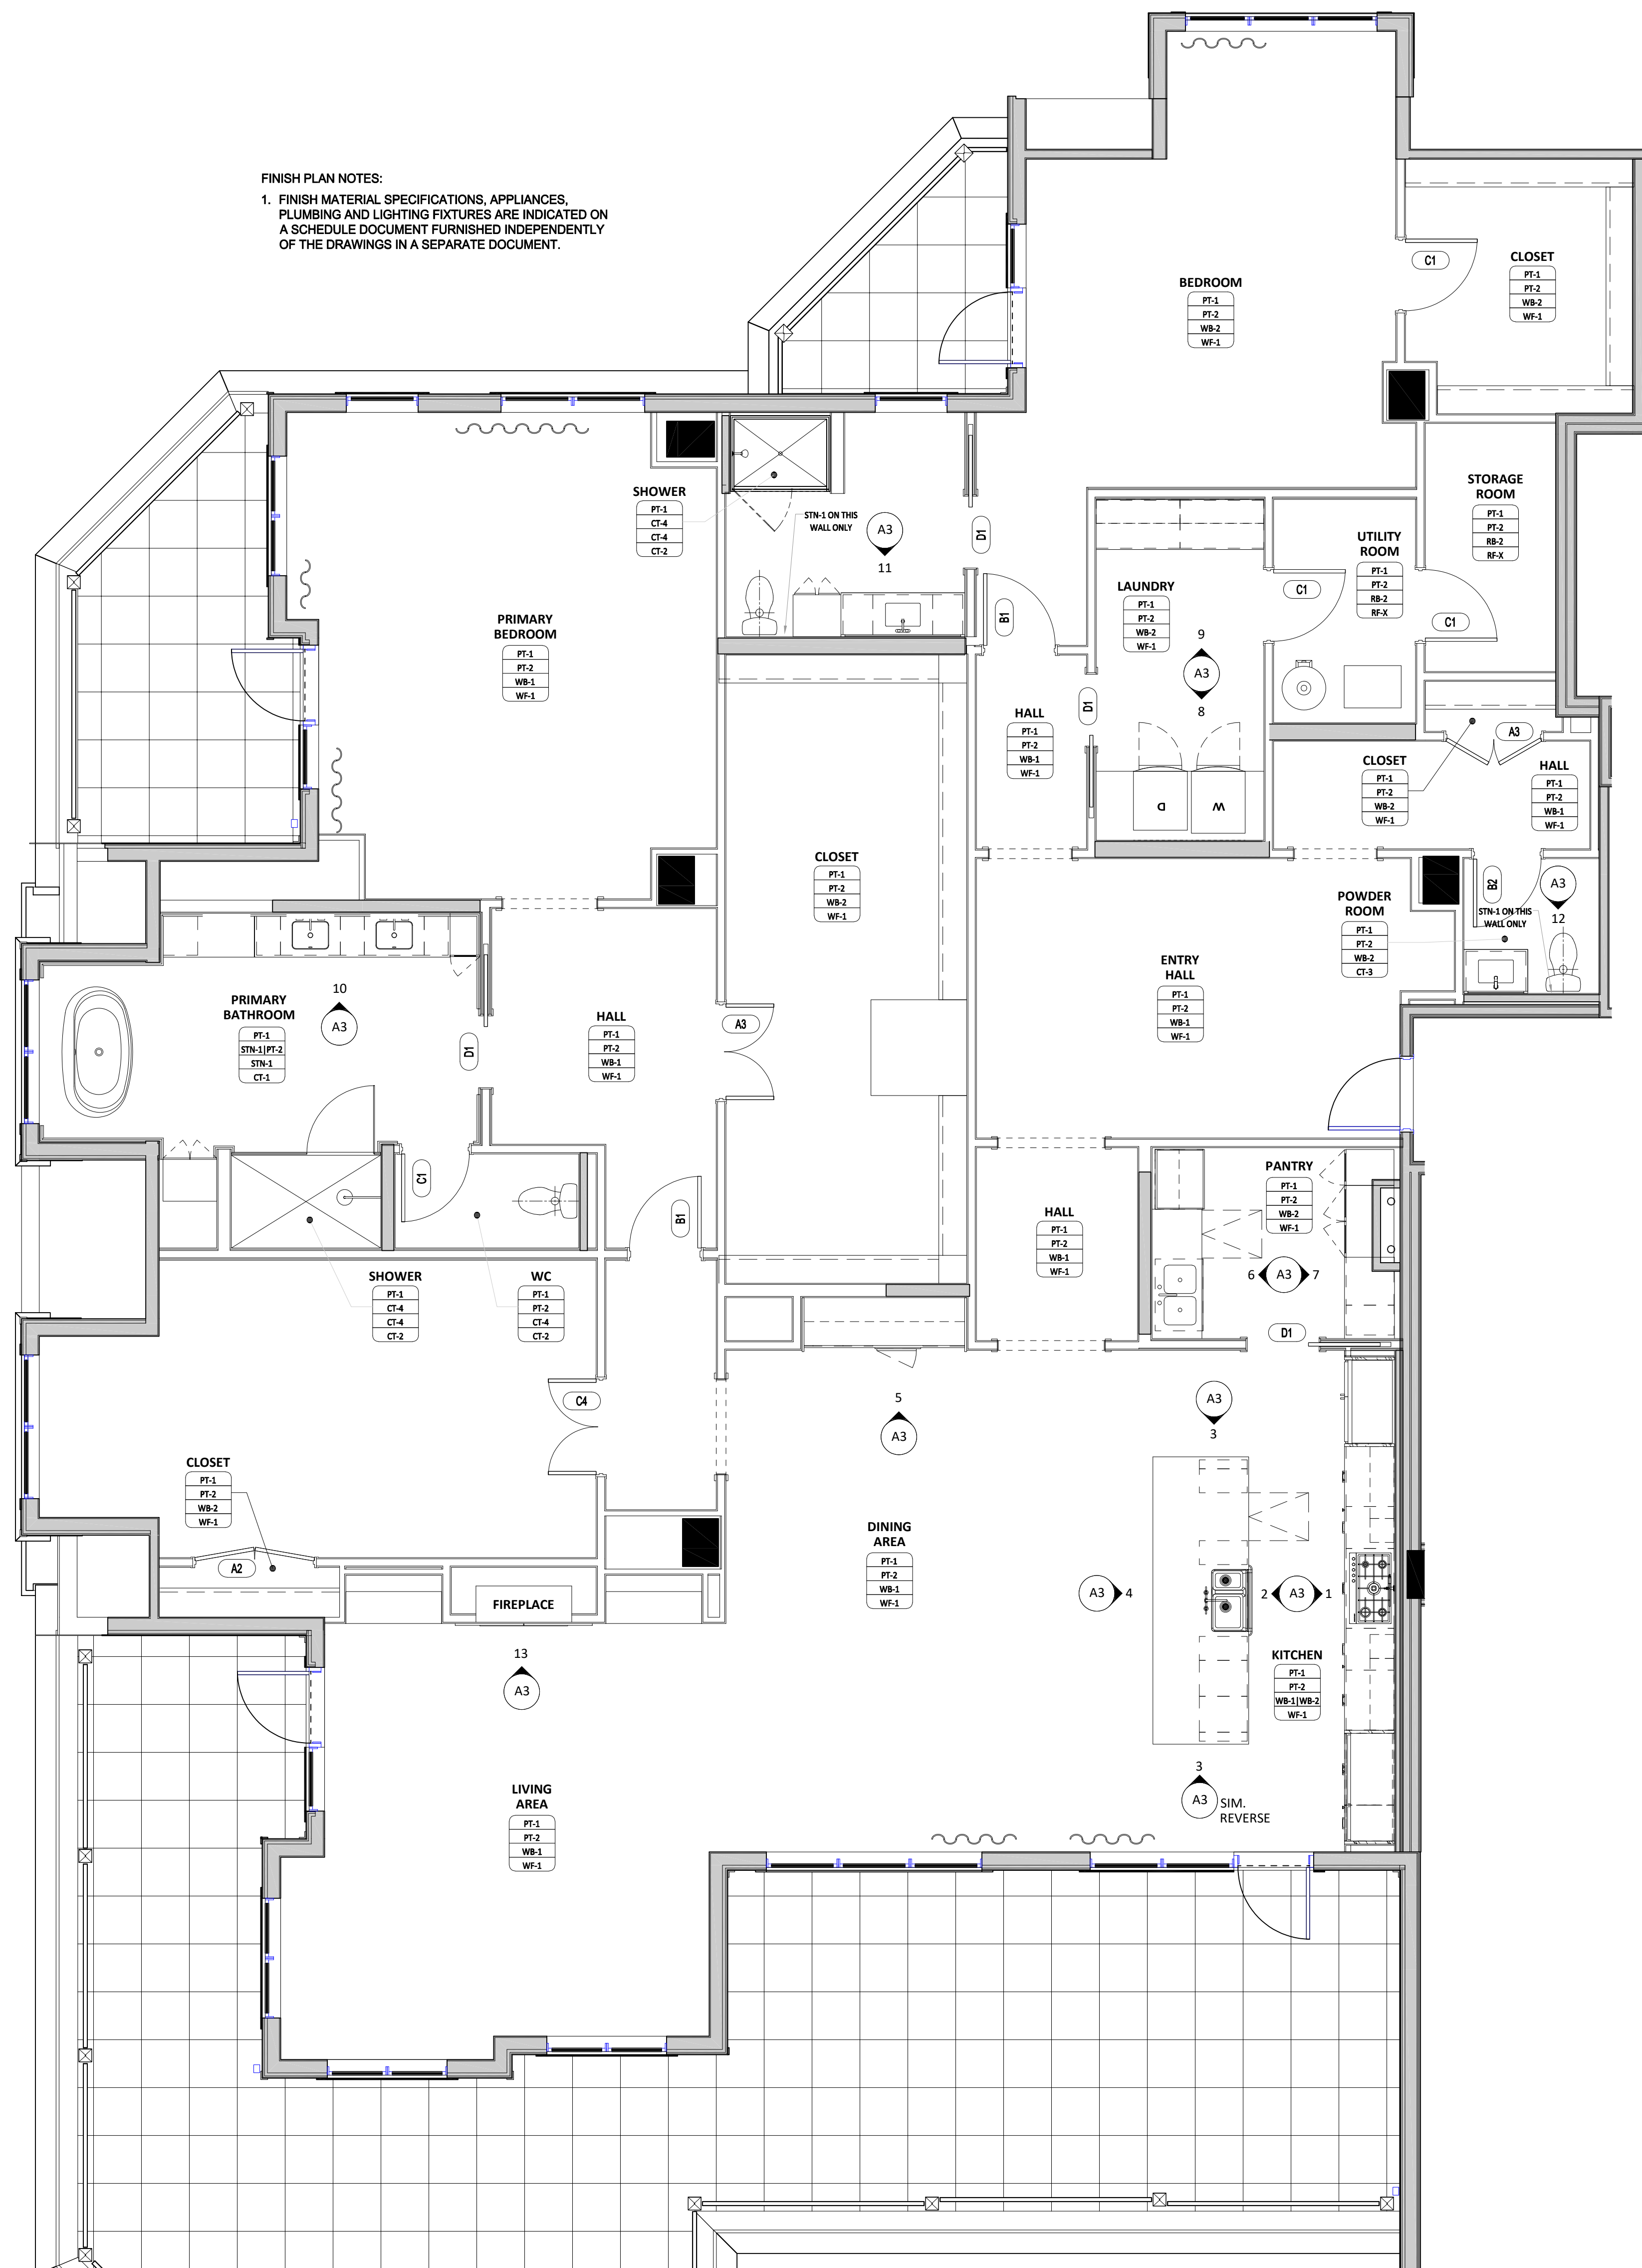 FINISH PLAN NOTES:
1. FINISH MATERIAL SPECIFICATIONS, APPLIANCES,
PLUMBING AND LIGHTING FIXTURES ARE INDICATED ON
A SCHEDULE DOCUMENT FURNISHED INDEPENDENTLY
OF THE DRAWINGS IN A SEPARATE DOCUMENT.
BEDROOM
PT-1
PT-2
WB-2
WF-1
C1
CLOSET
PT-1
PT-2
WB-2
WF-1
SHOWER
PT-1
CT-4
CT-4
CT-2
STN-1 ON THIS
WALL ONLY
A3
11
D1
STORAGE
ROOM
PT-1
PT-2
RB-2
RF-X
UTILITY
ROOM
PT-1
PT-2
RB-2
RF-X
C1
C1
LAUNDRY
PT-1
PT-2
WB-2
WF-1
9
A3
8
B1
D1
D
W
PRIMARY
BEDROOM
PT-1
PT-2
WB-1
WF-1
HALL
PT-1
PT-2
WB-1
WF-1
A3
CLOSET
PT-1
PT-2
WB-2
WF-1
HALL
PT-1
PT-2
WB-1
WF-1
CLOSET
PT-1
PT-2
WB-2
WF-1
B2
A3
12
STN-1 ON THIS
WALL ONLY
POWDER
ROOM
PT-1
PT-2
WB-2
CT-3
ENTRY
HALL
PT-1
PT-2
WB-1
WF-1
PRIMARY
BATHROOM
PT-1
STN-1|PT-2
STN-1
CT-1
10
A3
D1
HALL
PT-1
PT-2
WB-1
WF-1
A3
C1
B1
PANTRY
PT-1
PT-2
WB-2
WF-1
HALL
PT-1
PT-2
WB-1
WF-1
6
A3
7
D1
SHOWER
PT-1
CT-4
CT-4
CT-2
WC
PT-1
PT-2
CT-4
CT-2
C4
5
A3
A3
3
CLOSET
PT-1
PT-2
WB-2
WF-1
A2
FIREPLACE
DINING
AREA
PT-1
PT-2
WB-1
WF-1
A3
4
2
A3
1
13
A3
KITCHEN
PT-1
PT-2
WB-1|WB-2
WF-1
3
A3
SIM.
REVERSE
LIVING
AREA
PT-1
PT-2
WB-1
WF-1